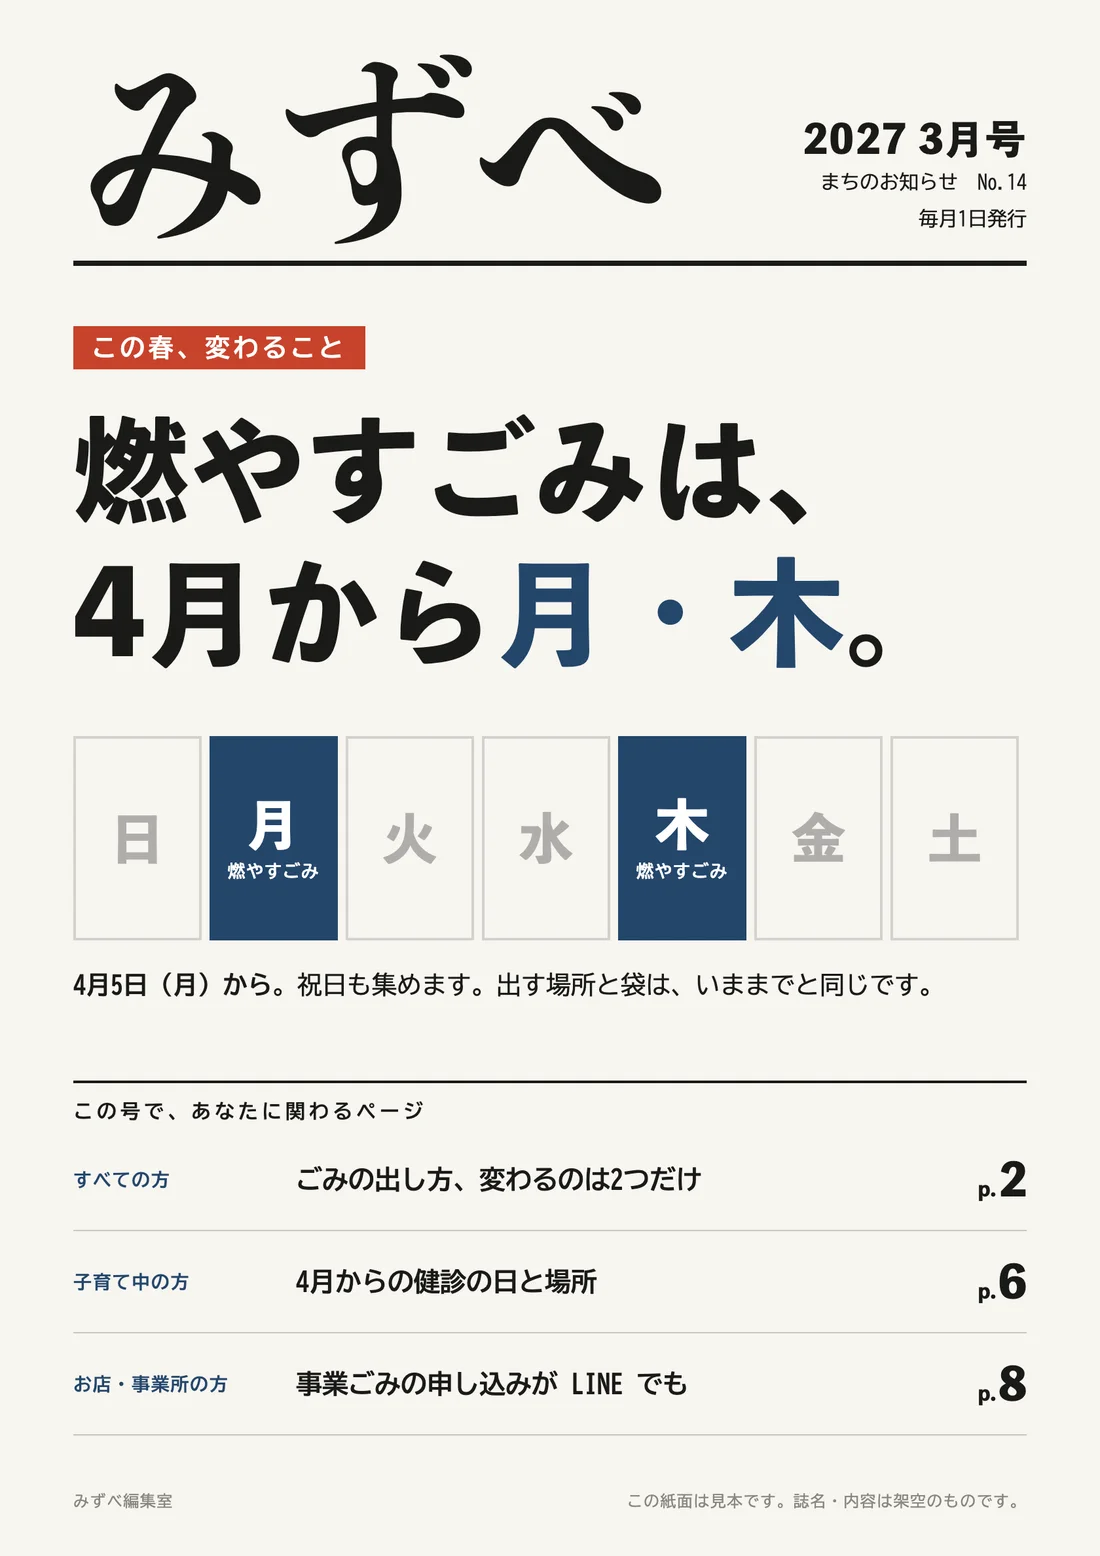 みずべ
2027 3月号
まちのお知らせ　No.14
毎月1日発行
この春、変わること
燃やすごみは、
4月から月・木。
日
月
燃やすごみ
火
水
木
燃やすごみ
金
土
4月5日（月）から。祝日も集めます。出す場所と袋は、いままでと同じです。
この号で、あなたに関わるページ
すべての方　ごみの出し方、変わるのは2つだけ　p.2
子育て中の方　4月からの健診の日と場所　p.6
お店・事業所の方　事業ごみの申し込みが LINE でも　p.8
みずべ編集室
この紙面は見本です。誌名・内容は架空のものです。